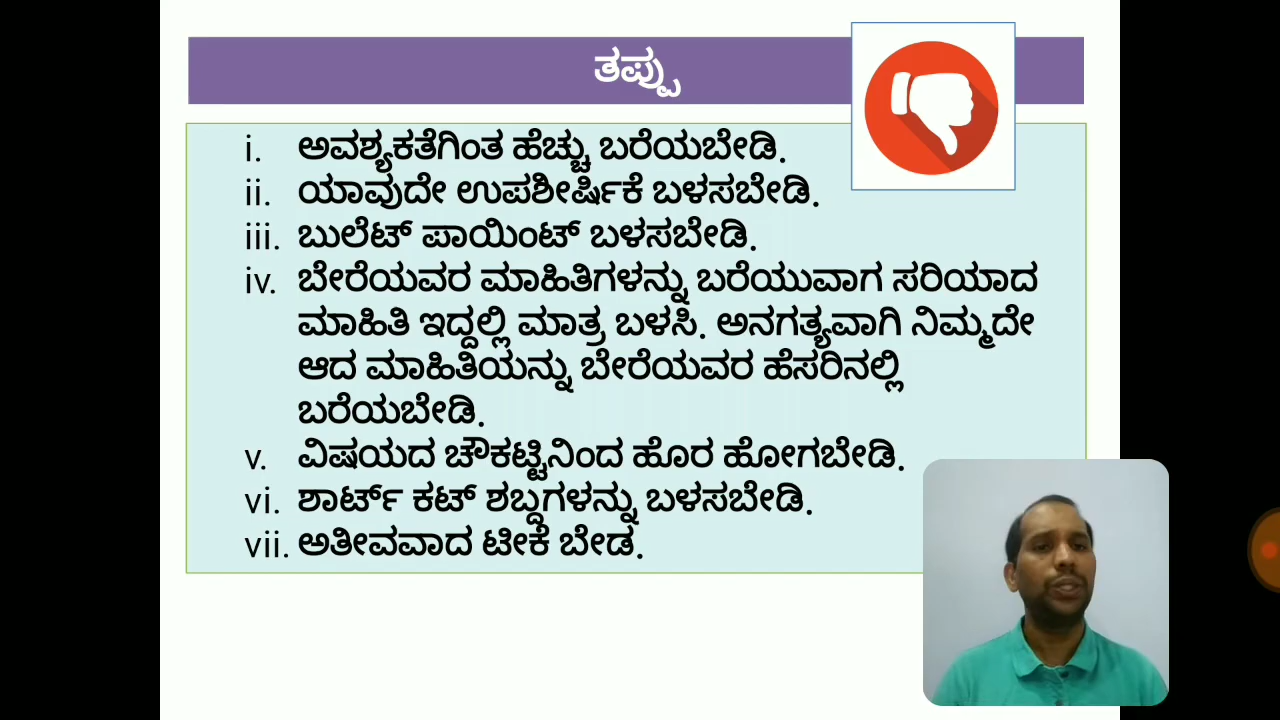 ತಪ್ಪು
i. ಅವಶ್ಯಕತೆಗಿಂತ ಹೆಚ್ಚು ಬರೆಯಬೇಡಿ.
ii. ಯಾವುದೇ ಉಪಶೀರ್ಷಿಕೆ ಬಳಸಬೇಡಿ.
iii. ಬುಲೆಟ್ ಪಾಯಿಂಟ್ ಬಳಸಬೇಡಿ.
iv. ಬೇರೆಯವರ ಮಾಹಿತಿಗಳನ್ನು ಬರೆಯುವಾಗ ಸರಿಯಾದ
ಮಾಹಿತಿ ಇದ್ದಲ್ಲಿ ಮಾತ್ರ ಬಳಸಿ. ಅನಗತ್ಯವಾಗಿ ನಿಮ್ಮದೇ
ಆದ ಮಾಹಿತಿಯನ್ನು ಬೇರೆಯವರ ಹೆಸರಿನಲ್ಲಿ
ಬರೆಯಬೇಡಿ.
v. ವಿಷಯದ ಚೌಕಟ್ಟಿನಿಂದ ಹೊರ ಹೋಗಬೇಡಿ.
vi. ಶಾರ್ಟ್ ಕಟ್ ಶಬ್ದಗಳನ್ನು ಬಳಸಬೇಡಿ.
vii. ಅತೀವವಾದ ಟೀಕೆ ಬೇಡ.